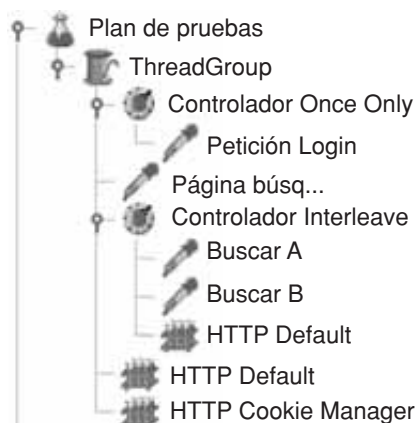 Plan de pruebas
ThreadGroup
Controlador Once Only
Petición Login
Página búsq...
Controlador Interleave
Buscar A
Buscar B
HTTP Default
HTTP Default
HTTP Cookie Manager